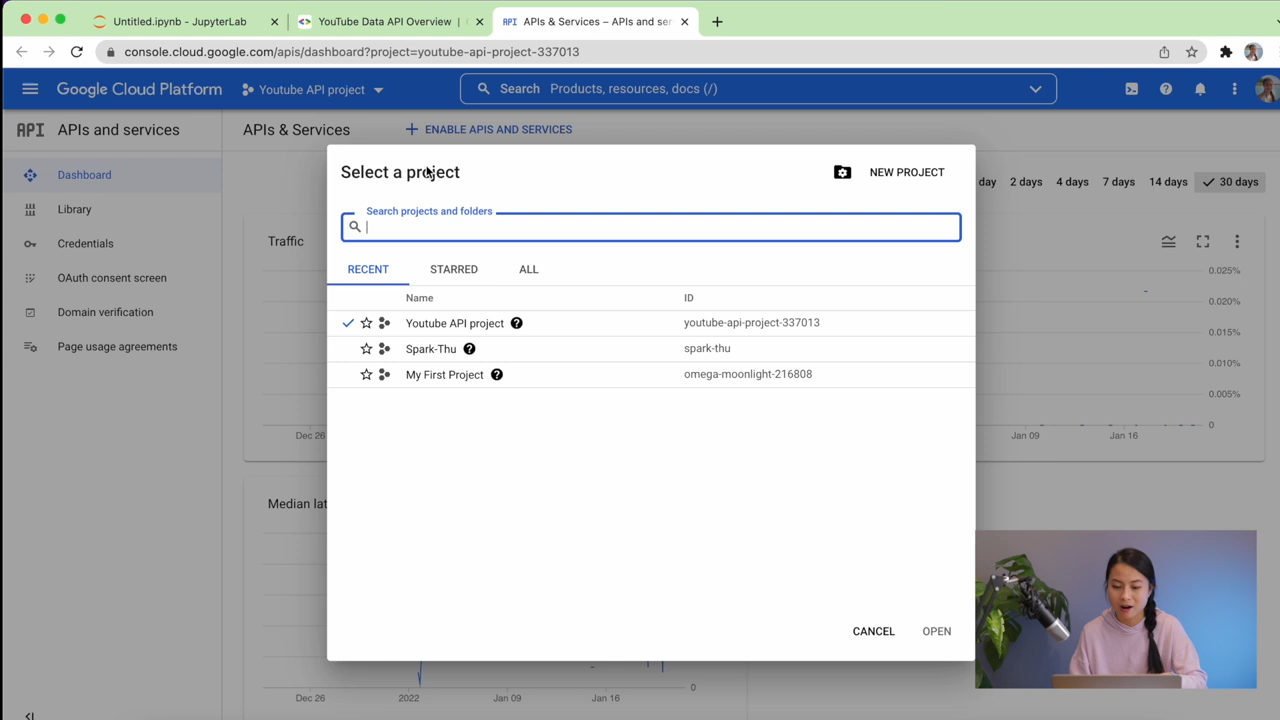 Untitled.ipynb - JupyterLab
YouTube Data API Overview |
API APIs & Services – APIs and ser
console.cloud.google.com/apis/dashboard?project=youtube-api-project-337013
Google Cloud Platform
Youtube API project
Search Products, resources, docs (/)
API APIs and services
APIs & Services
ENABLE APIS AND SERVICES
Dashboard
Library
Credentials
OAuth consent screen
Domain verification
Page usage agreements
Select a project
NEW PROJECT
Search projects and folders
RECENT STARRED ALL
Name ID
Youtube API project youtube-api-project-337013
Spark-Thu spark-thu
My First Project omega-moonlight-216808
CANCEL OPEN
day 2 days 4 days 7 days 14 days 30 days
Traffic
0.025%
0.020%
0.015%
0.010%
0.005%
0
Dec 26 Jan 09 Jan 16
Median lat
0
Dec 26 2022 Jan 09 Jan 16